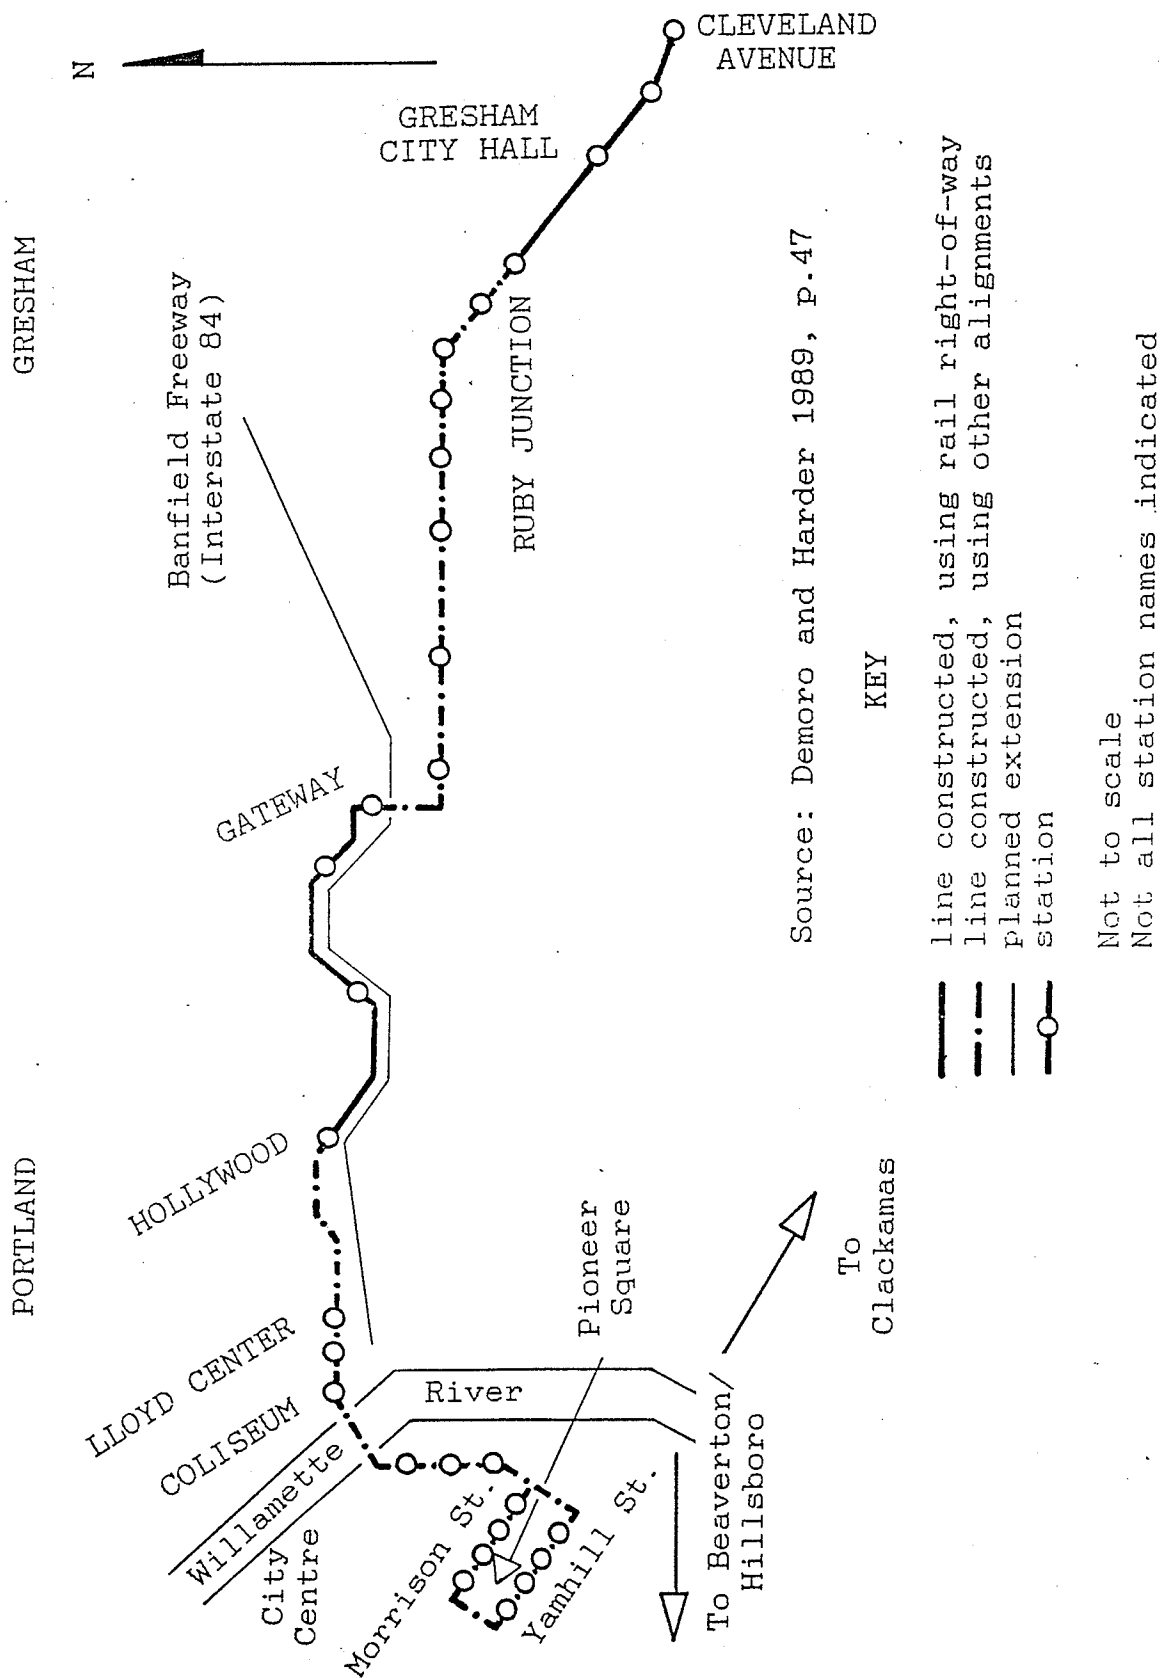 PORTLAND
GRESHAM
N
LLOYD CENTER
COLISEUM
HOLLYWOOD
GATEWAY
Banfield Freeway
(Interstate 84)
GRESHAM
CITY HALL
CLEVELAND
AVENUE
RUBY JUNCTION
Willamette
River
City
Centre
Morrison St.
Yamhill St.
Pioneer
Square
To Beaverton/
Hillsboro
To
Clackamas
Source: Demoro and Harder 1989, p.47
KEY
line constructed, using rail right-of-way
line constructed, using other alignments
planned extension
station
Not to scale
Not all station names indicated